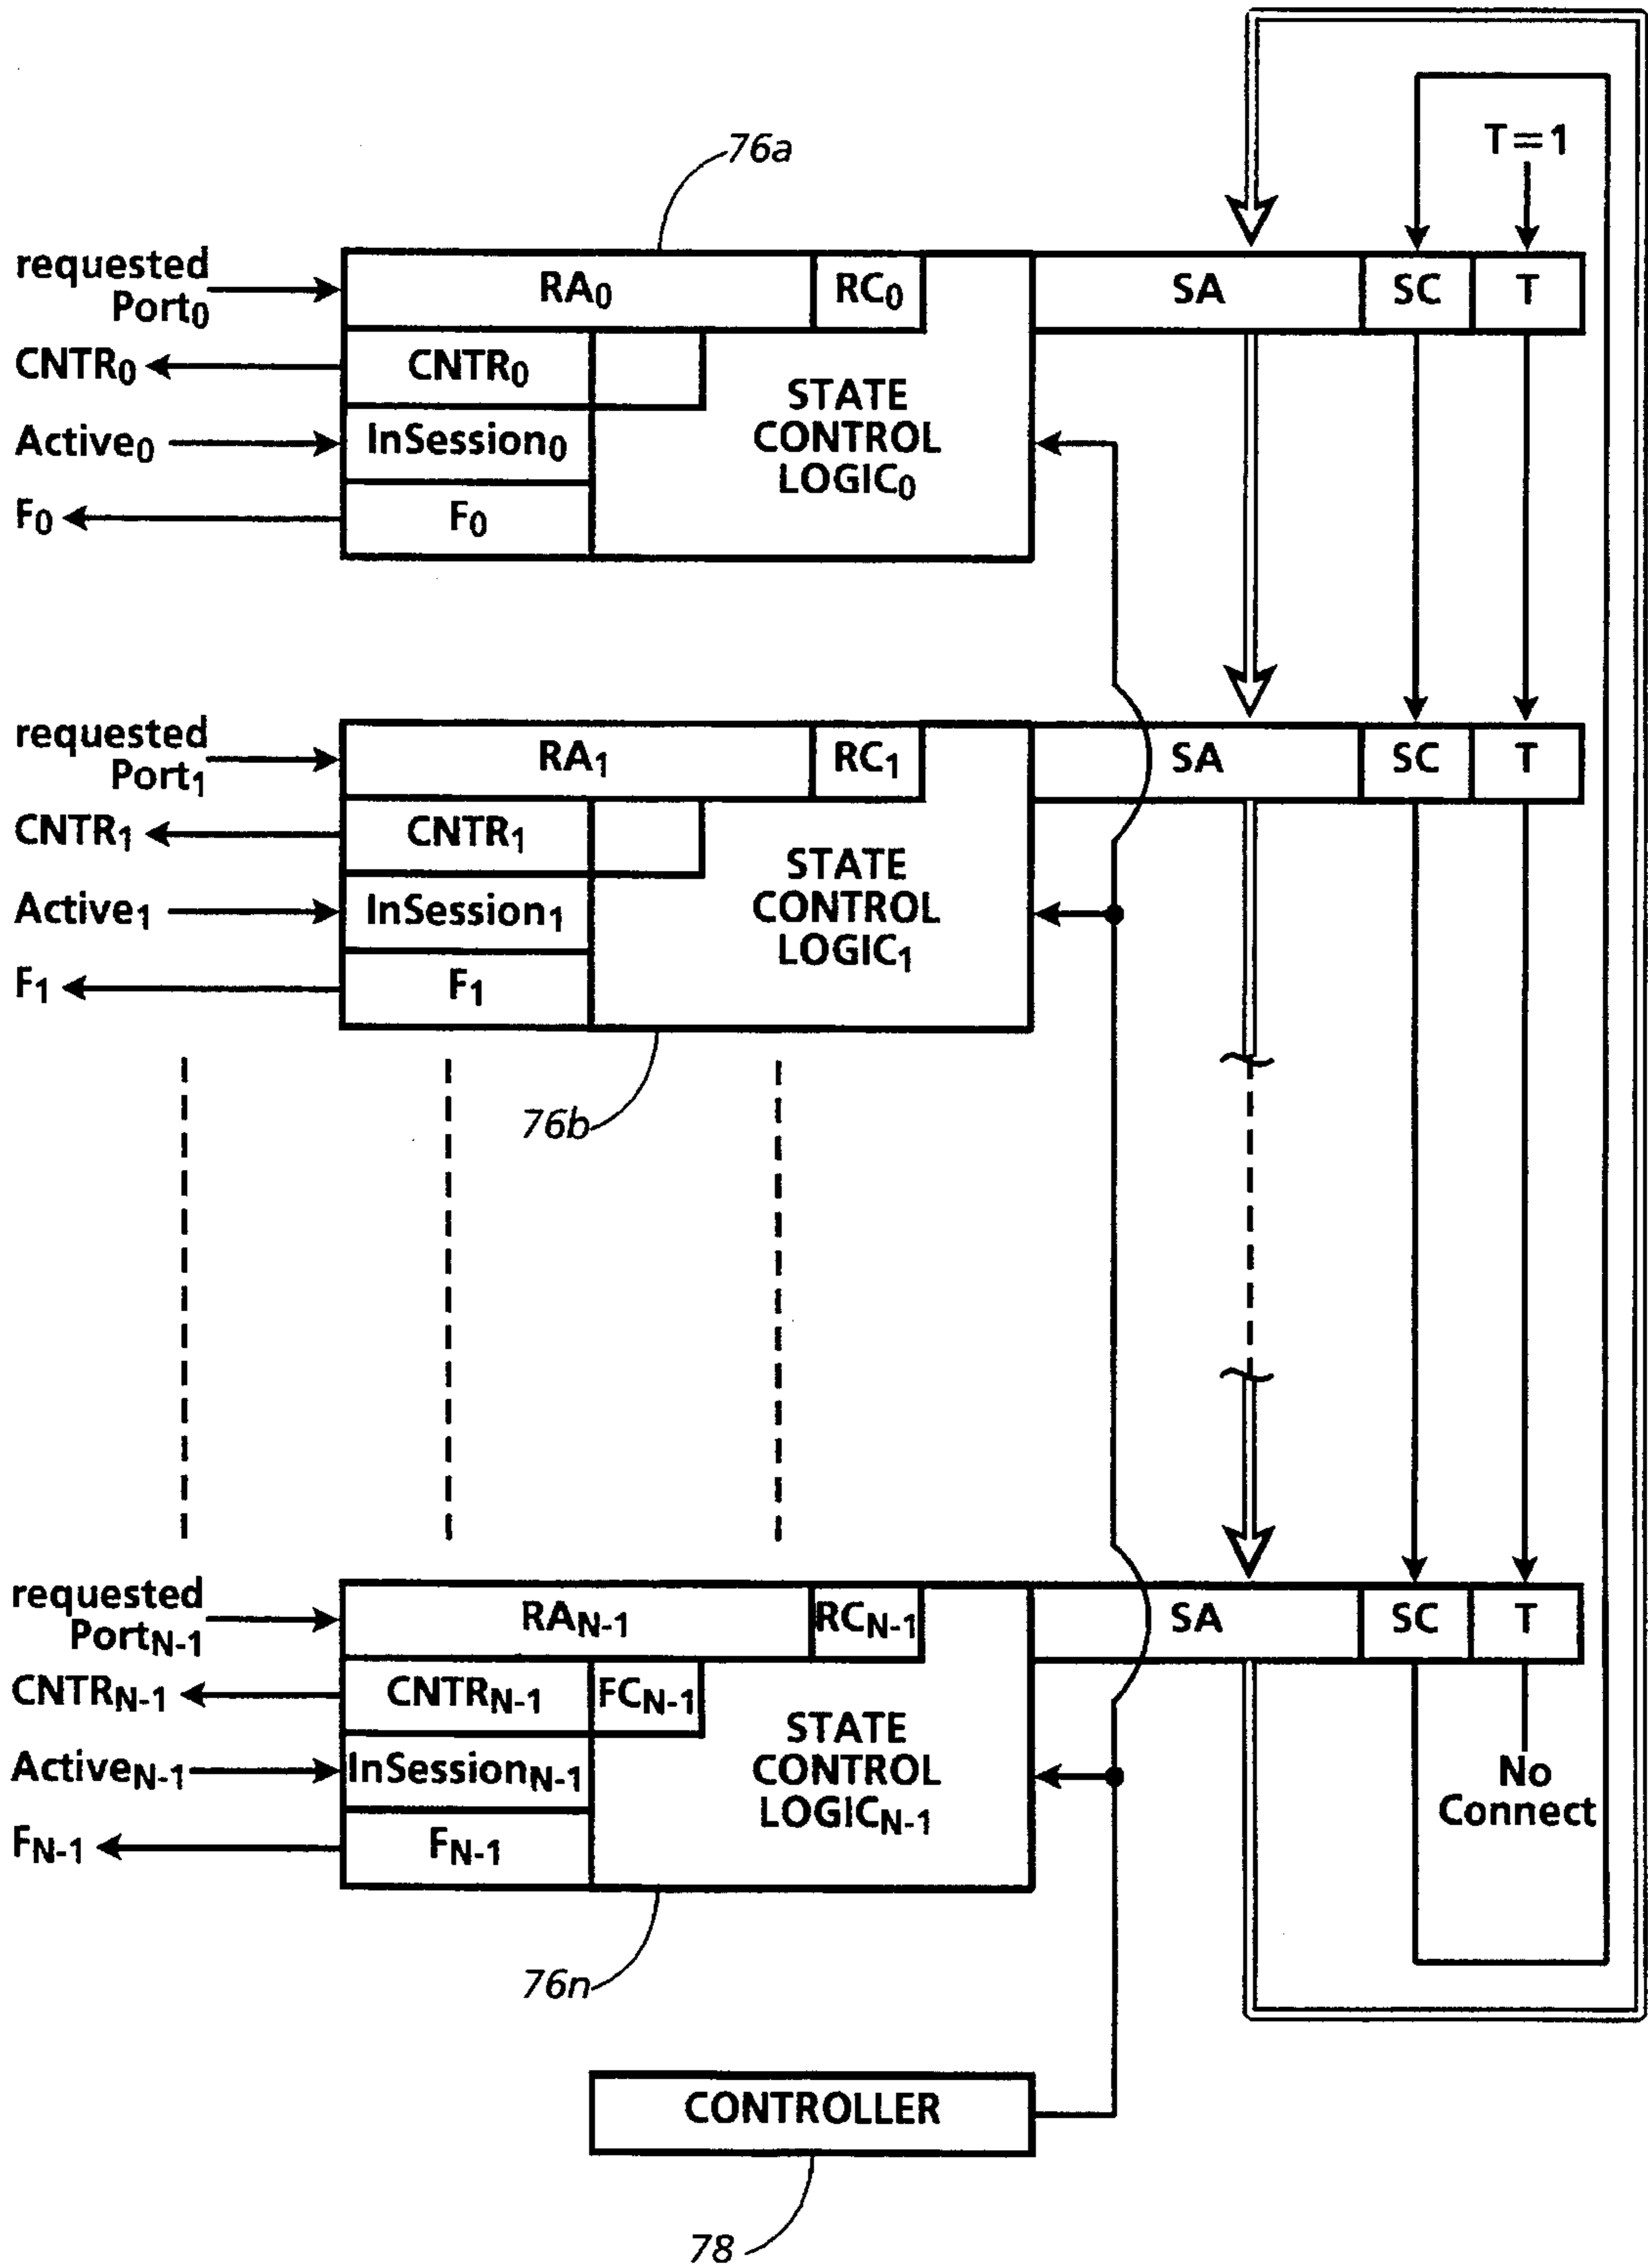 T=1
76a
requested
Port0
RA0
RC0
SA
SC
T
CNTR0
CNTR0
Active0
InSession0
F0
F0
STATE
CONTROL
LOGIC0
requested
Port1
RA1
RC1
SA
SC
T
CNTR1
CNTR1
Active1
InSession1
F1
F1
STATE
CONTROL
LOGIC1
76b
requested
PortN-1
RAN-1
RCN-1
SA
SC
T
CNTRN-1
CNTRN-1
FCN-1
ActiveN-1
InSessionN-1
FN-1
FN-1
STATE
CONTROL
LOGICN-1
No
Connect
76n
CONTROLLER
78